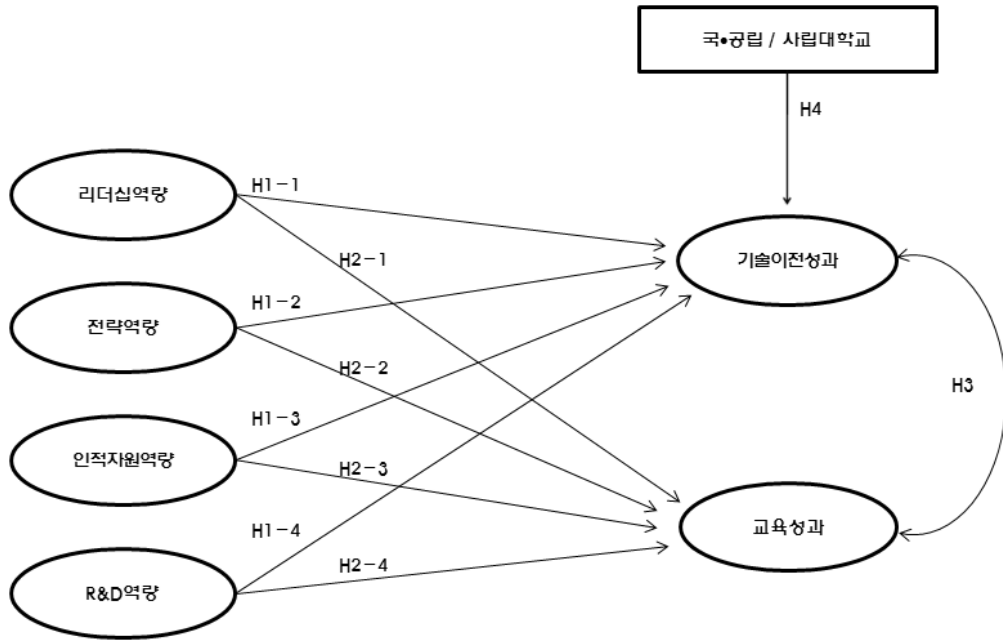 국•공립 / 사립대학교
H4
리더십역량
H1-1
기술이전성과
H2-1
전략역량
H1-2
H2-2
H3
인적자원역량
H1-3
H2-3
교육성과
H1-4
H2-4
R&D역량